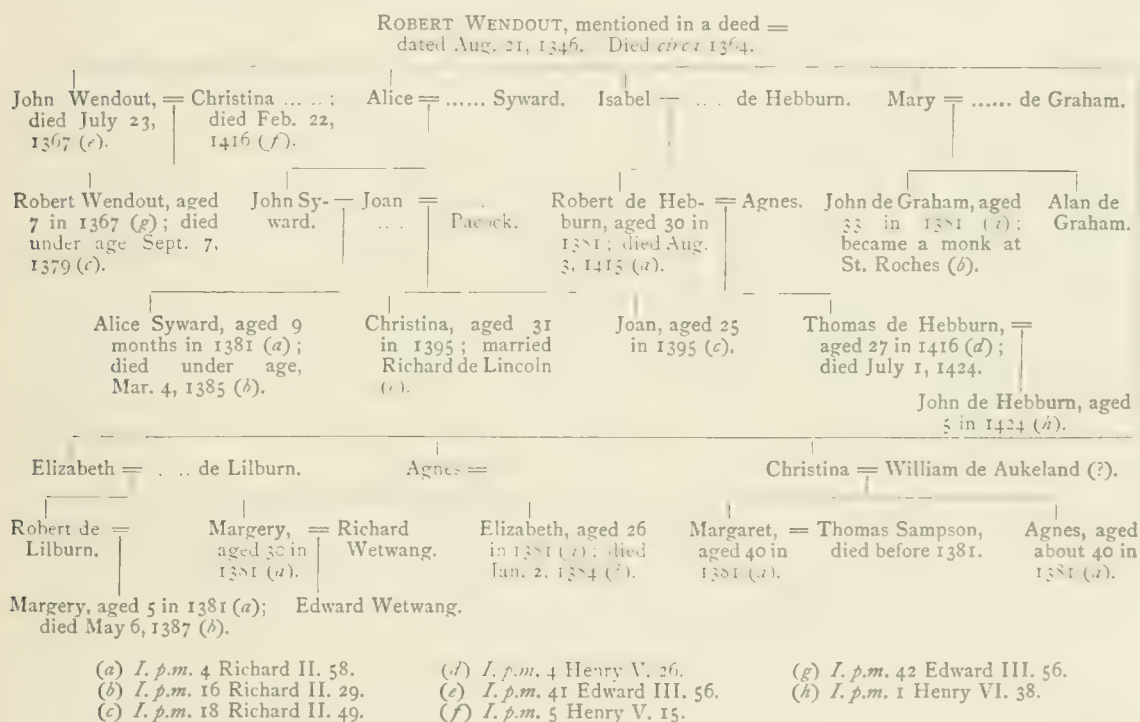 ROBERT WENDOUT, mentioned in a deed =
dated Aug. 21, 1346. Died circa 1364.
John Wendout, = Christina ... .. ; Alice = ...... Syward. Isabel — .. . de Hebburn. Mary = ...... de Graham.
died July 23, died Feb. 22,
1367 (e). 1416 (f).
Robert Wendout, aged John Sy- — Joan = . Robert de Heb- = Agnes. John de Graham, aged Alan de
7 in 1367 (g); died ward. .. . burn, aged 30 in 33 in 1381 (a); Graham.
under age Sept. 7, 1381; died Aug. became a monk at
1379 (c). 3, 1415 (a). St. Roches (b).
Alice Syward, aged 9 Christina, aged 31 Joan, aged 25 Thomas de Hebburn, =
months in 1381 (a); in 1395; married in 1395 (c). aged 27 in 1416 (d);
died under age, Richard de Lincoln died July 1, 1424.
Mar. 4, 1385 (b).
John de Hebburn, aged
5 in 1424 (h).
Elizabeth = . .. de Lilburn. Agnes = Christina = William de Aukeland (?).
Robert de = Margery, = Richard Elizabeth, aged 26 Margaret, = Thomas Sampson, Agnes, aged
Lilburn. aged 30 in Wetwang. in 1381 (a); died aged 40 in died before 1381. about 40 in
1381 (a). Jan. 2, 1384 1381 (a). 1381 (a).
Margery, aged 5 in 1381 (a); Edward Wetwang.
died May 6, 1387 (h).
(a) I. p.m. 4 Richard II. 58. (d) I. p.m. 4 Henry V. 26. (g) I. p.m. 42 Edward III. 56.
(b) I. p.m. 16 Richard II. 29. (e) I. p.m. 41 Edward III. 56. (h) I. p.m. 1 Henry VI. 38.
(c) I. p.m. 18 Richard II. 49. (f) I. p.m. 5 Henry V. 15.